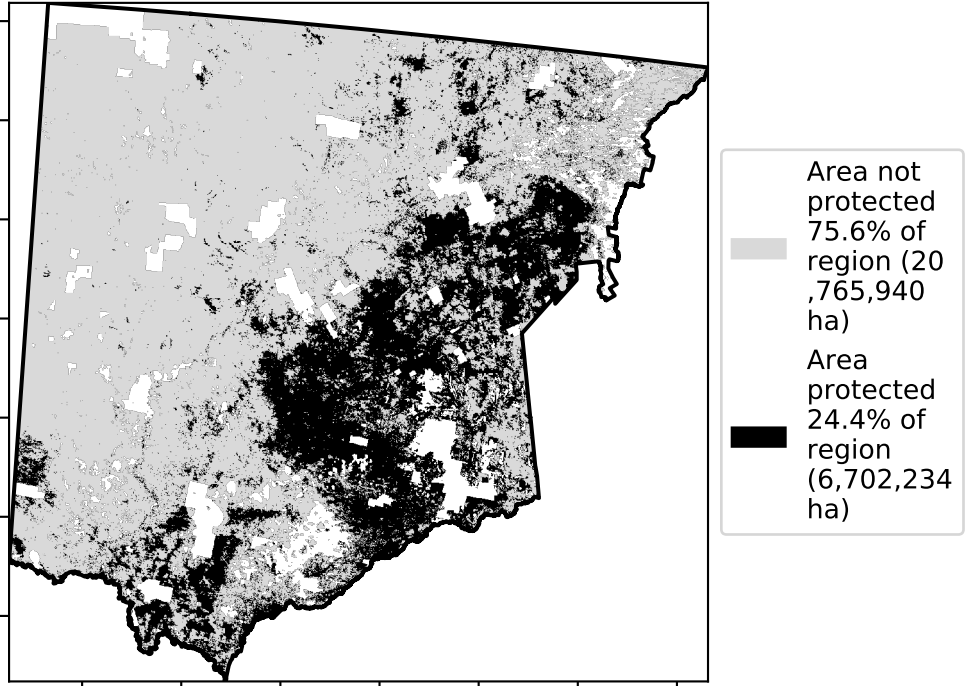 Area not
protected
75.6% of
region (20
,765,940
ha)
Area
protected
24.4% of
region
(6,702,234
ha)